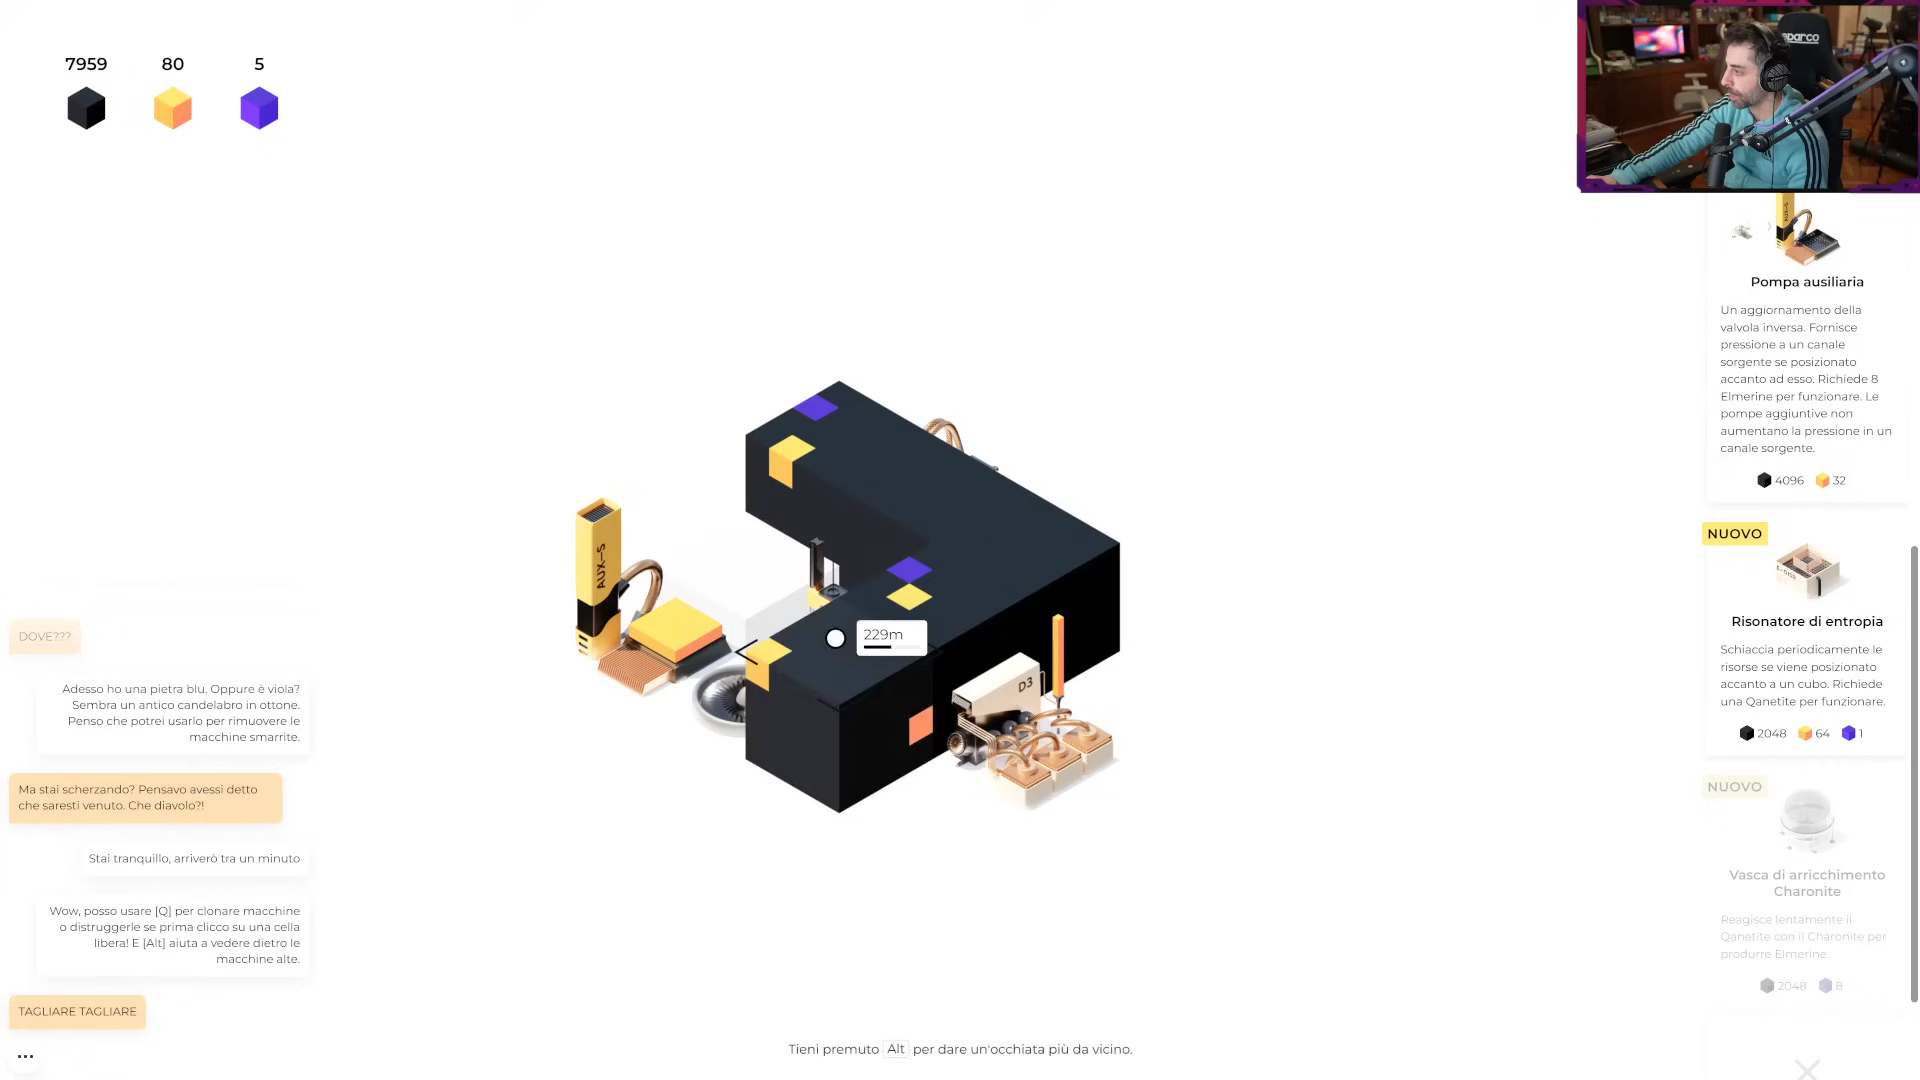 7959
80
5
sparco
Pompa ausiliaria
Un aggiornamento della
valvola inversa. Fornisce
pressione a un canale
sorgente se posizionato
accanto ad esso. Richiede 8
Elmerine per funzionare. Le
pompe aggiuntive non
aumentano la pressione in un
canale sorgente.
4096 32
NUOVO
Risonatore di entropia
Schiaccia periodicamente le
risorse se viene posizionato
accanto a un cubo. Richiede
una Qanetite per funzionare.
2048 64 1
NUOVO
Vasca di arricchimento
Charonite
Reagisce lentamente il
Qanetite con il Charonite per
produrre Elmerine.
2048 8
AUX-S
229m
D3
DOVE???
Adesso ho una pietra blu. Oppure è viola?
Sembra un antico candelabro in ottone.
Penso che potrei usarlo per rimuovere le
macchine smarrite.
Ma stai scherzando? Pensavo avessi detto
che saresti venuto. Che diavolo?!
Stai tranquillo, arriverò tra un minuto
Wow, posso usare [Q] per clonare macchine
o distruggerle se prima clicco su una cella
libera! E [Alt] aiuta a vedere dietro le
macchine alte.
TAGLIARE TAGLIARE
Tieni premuto Alt per dare un'occhiata più da vicino.